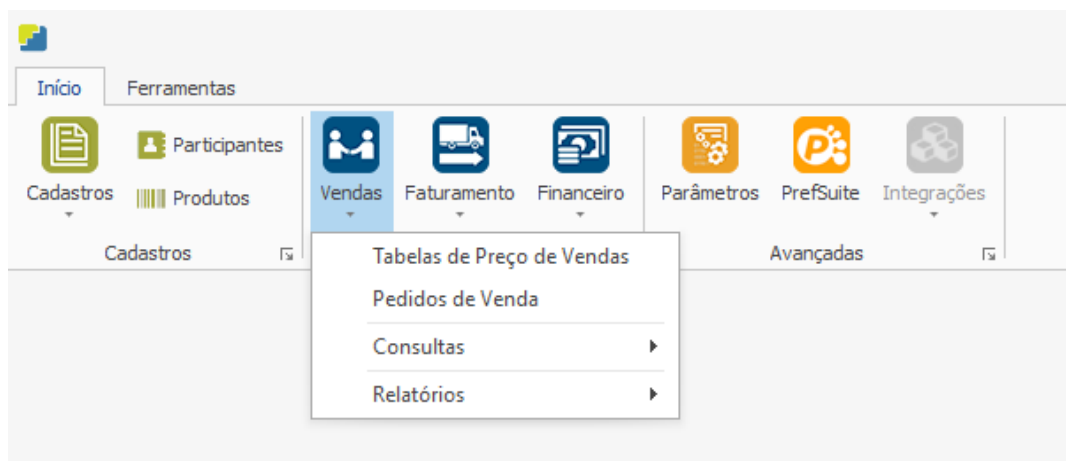 Início Ferramentas
Participantes
Produtos
Cadastros Vendas Faturamento Financeiro Parâmetros PrefSuite Integrações
Cadastros Avançadas
Tabelas de Preço de Vendas
Pedidos de Venda
Consultas
Relatórios